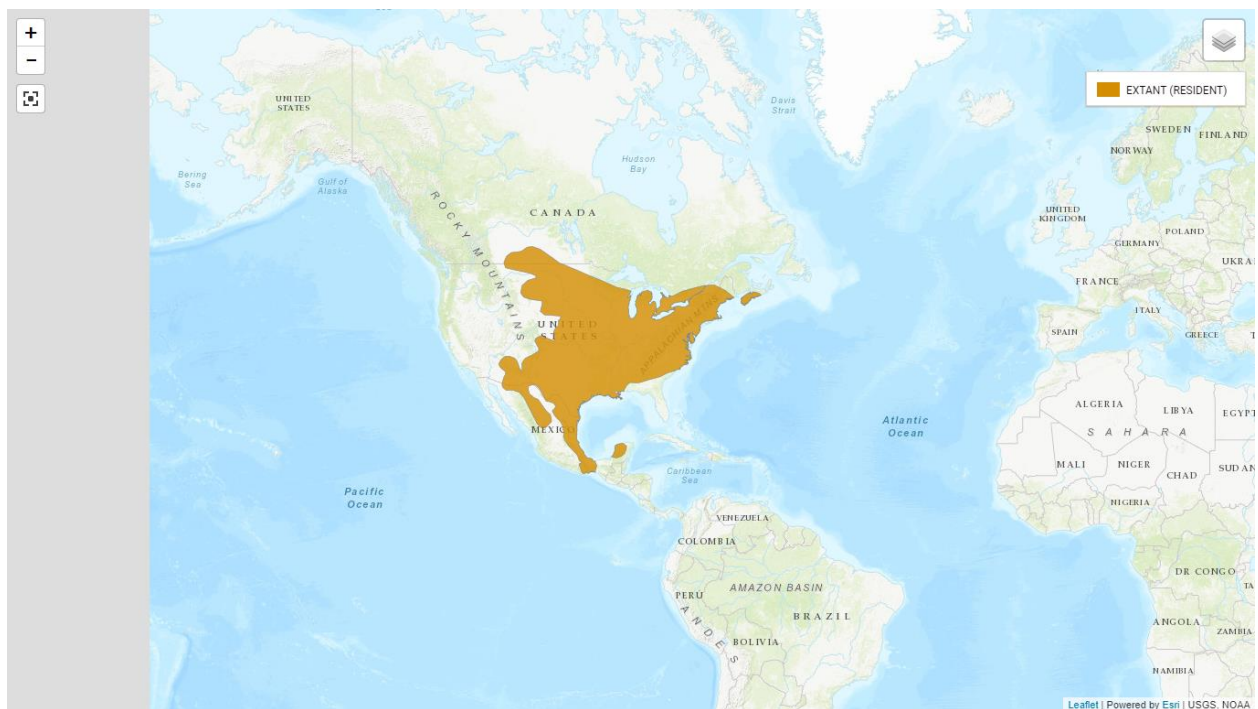 +
−
EXTANT (RESIDENT)
UNITED
STATES
Davis
Strait
SWEDEN
FINLAND
NORWAY
Hudson
Bay
Bering
Sea
Gulf of
Alaska
ROCKY MOUNTAINS
CANADA
UNITED
KINGDOM
POLAND
GERMANY
UKRA
FRANCE
ITALY
SPAIN
GREECE
UNITED
STATES
APPALACHIAN MTNS
ALGERIA
LIBYA
EGYPT
SAHARA
Atlantic
Ocean
MEXICO
MALI
NIGER
CHAD
SUDAN
Caribbean
Sea
Pacific
Ocean
NIGERIA
VENEZUELA
COLOMBIA
DR CONGO
TA
AMAZON BASIN
PERU
BRAZIL
ANDES
ANGOLA
ZAMBIA
BOLIVIA
NAMIBIA
Leaflet | Powered by Esri | USGS, NOAA